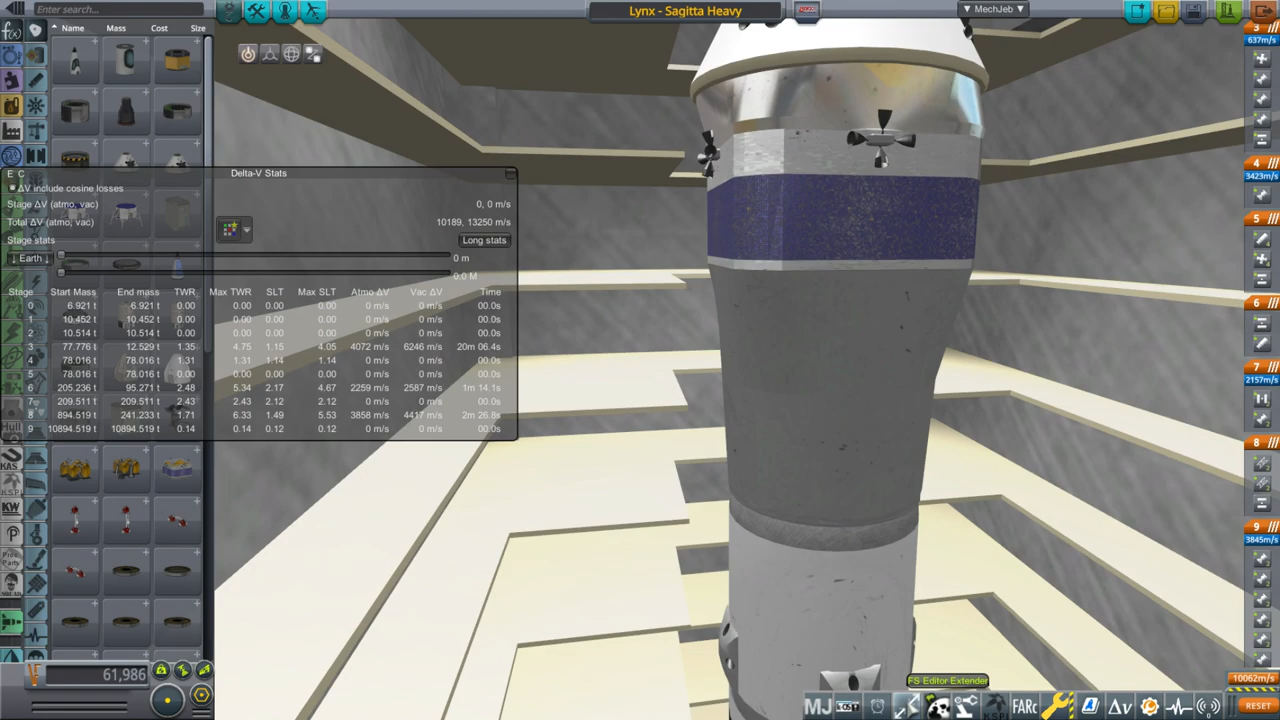 Enter search...
Lynx - Sagitta Heavy
▼ MechJeb ▼
Name Mass Cost Size
3
637m/s
4
3423m/s
5
6
7
2157m/s
8
9
3845m/s
10062m/s
RESET
E C
Delta-V Stats
ΔV include cosine losses
Stage ΔV (atmo, vac) 0, 0 m/s
Total ΔV (atmo, vac) 10189, 13250 m/s
Stage stats Long stats
↓ Earth ↓ 0 m
0.0 M
Stage Start Mass End mass TWR Max TWR SLT Max SLT Atmo ΔV Vac ΔV Time
0 6.921 t 6.921 t 0.00 0.00 0.00 0.00 0 m/s 0 m/s 00.0s
1 10.452 t 10.452 t 0.00 0.00 0.00 0.00 0 m/s 0 m/s 00.0s
2 10.514 t 10.514 t 0.00 0.00 0.00 0.00 0 m/s 0 m/s 00.0s
3 77.776 t 12.529 t 1.35 4.75 1.15 4.05 4072 m/s 6246 m/s 20m 06.4s
4 78.016 t 78.016 t 1.31 1.31 1.14 1.14 0 m/s 0 m/s 00.0s
5 78.016 t 78.016 t 0.00 0.00 0.00 0.00 0 m/s 0 m/s 00.0s
6 205.236 t 95.271 t 2.48 5.34 2.17 4.67 2259 m/s 2587 m/s 1m 14.1s
7 209.511 t 209.511 t 2.43 2.43 2.12 2.12 0 m/s 0 m/s 00.0s
8 894.519 t 241.233 t 1.71 6.33 1.49 5.53 3858 m/s 4417 m/s 2m 26.8s
9 10894.519 t 10894.519 t 0.14 0.14 0.12 0.12 0 m/s 0 m/s 00.0s
KAS
KSPI
KW
Proc
Parts
61,986
FS Editor Extender
MJ
FARc
Δv